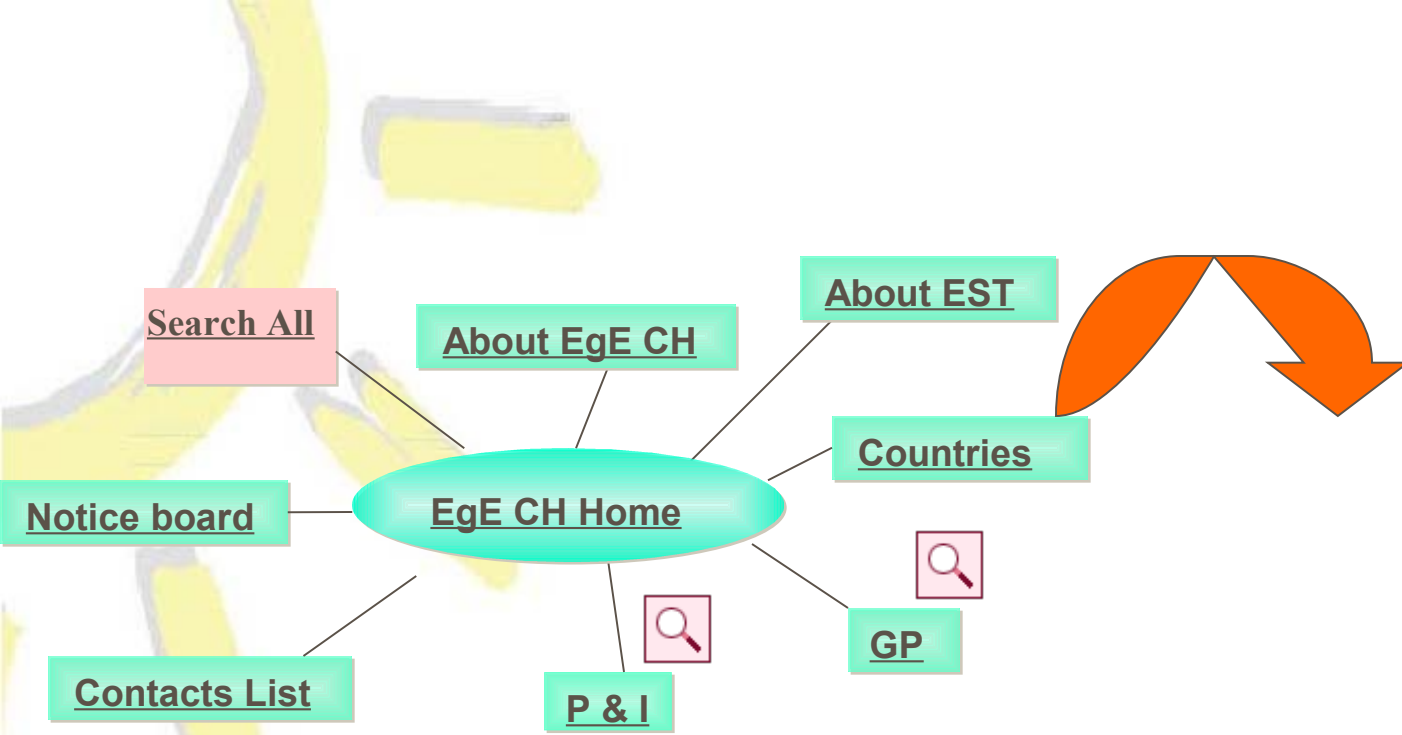 About EST
Search All
About EgE CH
Countries
Notice board
EgE CH Home
GP
Contacts List
P & I